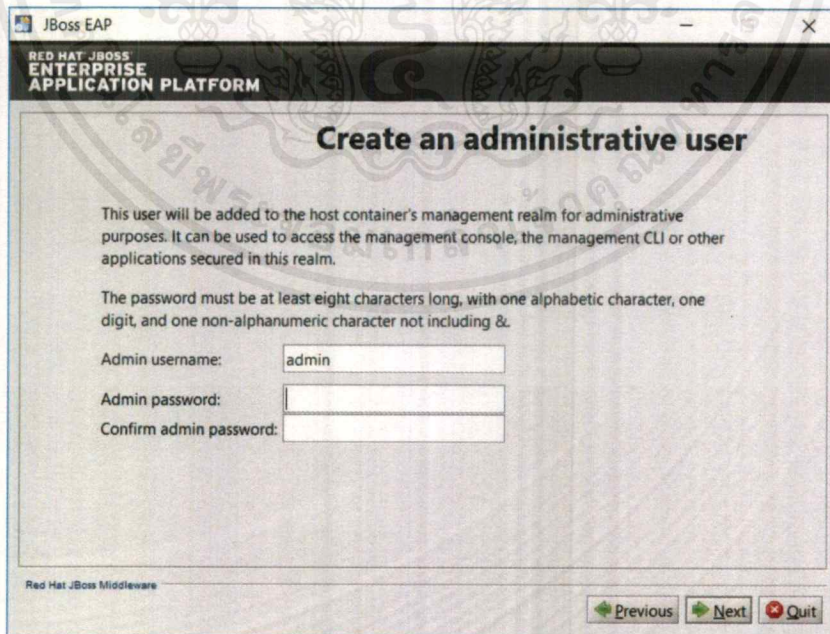 JBoss EAP
RED HAT JBOSS
ENTERPRISE
APPLICATION PLATFORM
Create an administrative user
This user will be added to the host container's management realm for administrative
purposes. It can be used to access the management console, the management CLI or other
applications secured in this realm.
The password must be at least eight characters long, with one alphabetic character, one
digit, and one non-alphanumeric character not including &.
Admin username: admin
Admin password:
Confirm admin password:
Red Hat JBoss Middleware
Previous Next Quit